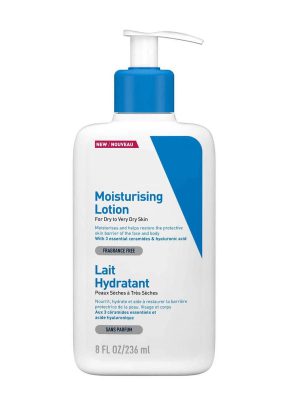 NEW / NOUVEAU
Moisturising
Lotion
For Dry to Very Dry Skin
Moisturises and helps restore the protective
skin barrier of the face and body
With 3 essential ceramides & hyaluronic acid
FRAGRANCE FREE
Lait
Hydratant
Peaux Sèches à Très Sèches
Nourrit, hydrate et aide à restaurer la barrière
protectrice de la peau. Visage et corps
Aux 3 céramides essentiels et
acide hyaluronique
SANS PARFUM
8 FL OZ/236 ml